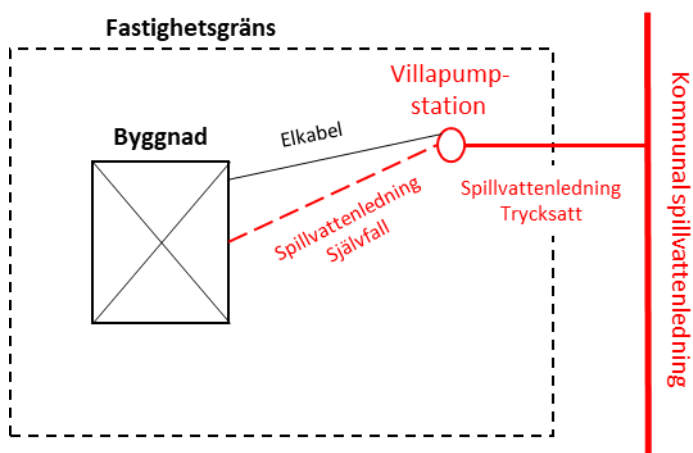 Fastighetsgräns
Villapump-
station
Byggnad
Elkabel
Spillvattenledning
Självfall
Spillvattenledning
Trycksatt
Kommunal spillvattenledning